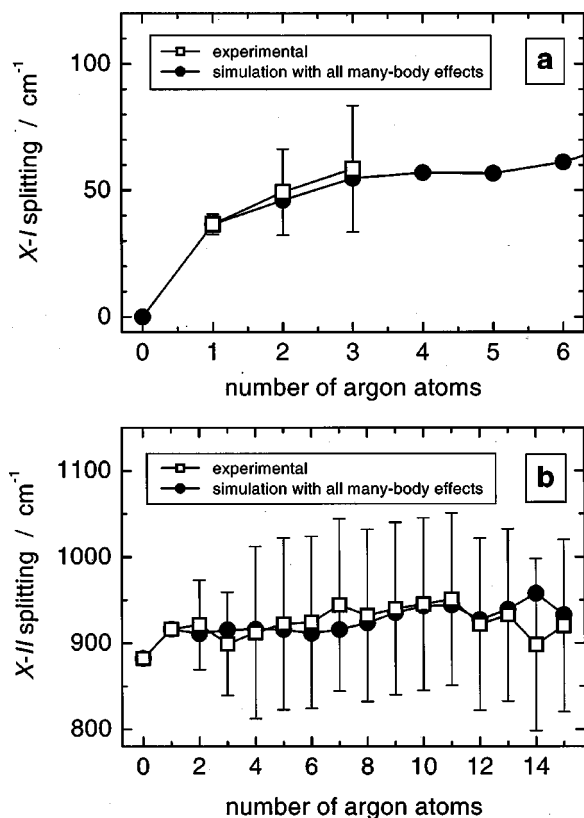 a
experimental
simulation with all many-body effects
100
50
0
X-I splitting / cm⁻¹
0 1 2 3 4 5 6
number of argon atoms
b
experimental
simulation with all many-body effects
1100
1000
900
800
X-II splitting / cm⁻¹
0 2 4 6 8 10 12 14
number of argon atoms